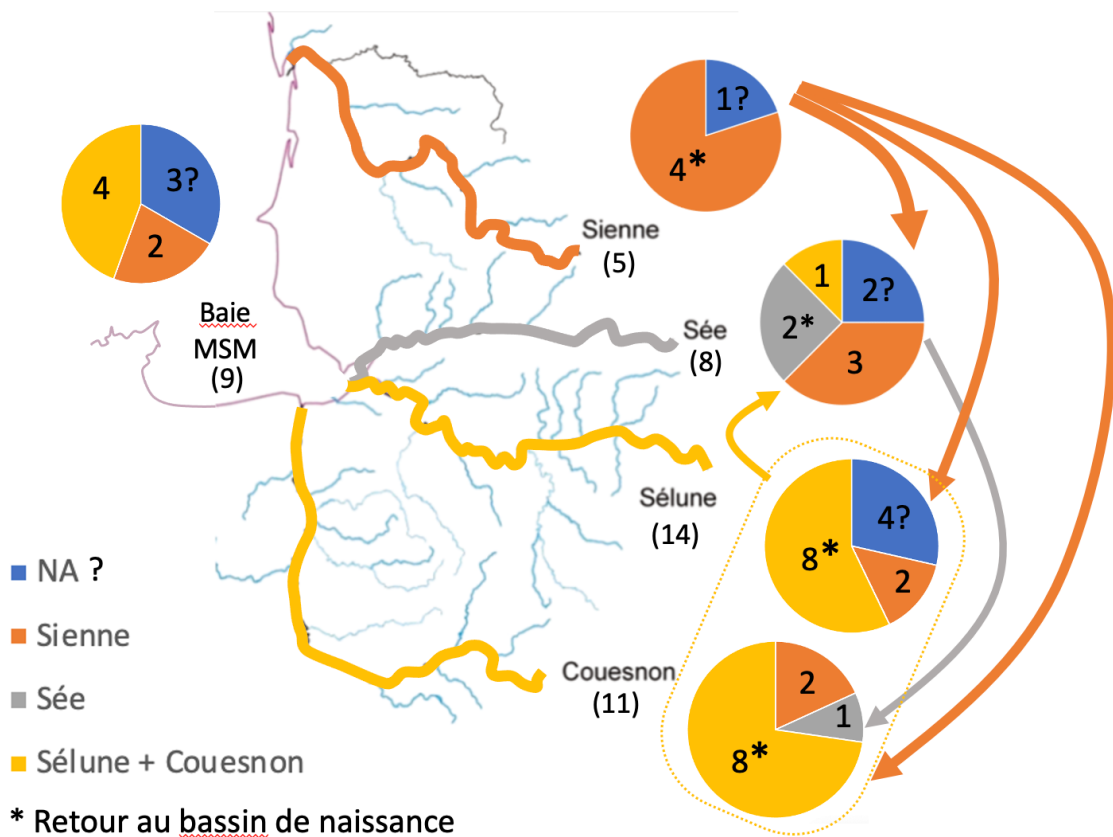 1?
4*
4
3?
2
Sienne
(5)
Baie
MSM
(9)
Sée
(8)
1
2?
2*
3
Sélune
(14)
4?
8*
2
Couesnon
(11)
2
1
8*
NA ?
Sienne
Sée
Sélune + Couesnon
* Retour au bassin de naissance